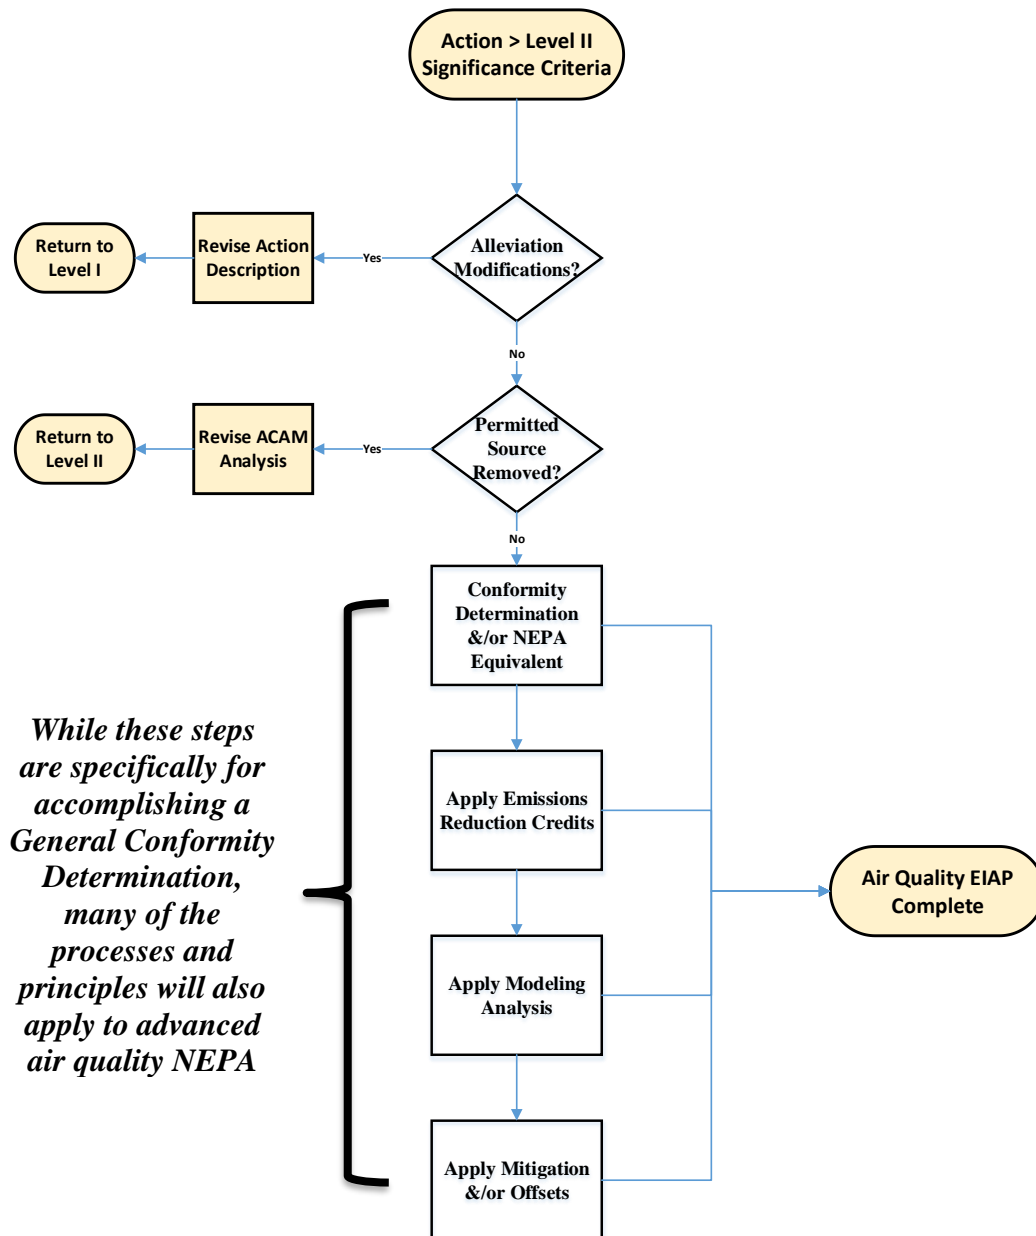 Action > Level II
Significance Criteria
Return to
Level I
Revise Action
Description
Yes
Alleviation
Modifications?
No
Return to
Level II
Revise ACAM
Analysis
Yes
Permitted
Source
Removed?
No
Conformity
Determination
&/or NEPA
Equivalent
While these steps
are specifically for
accomplishing a
General Conformity
Determination,
many of the
processes and
principles will also
apply to advanced
air quality NEPA
Apply Emissions
Reduction Credits
Air Quality EIAP
Complete
Apply Modeling
Analysis
Apply Mitigation
&/or Offsets